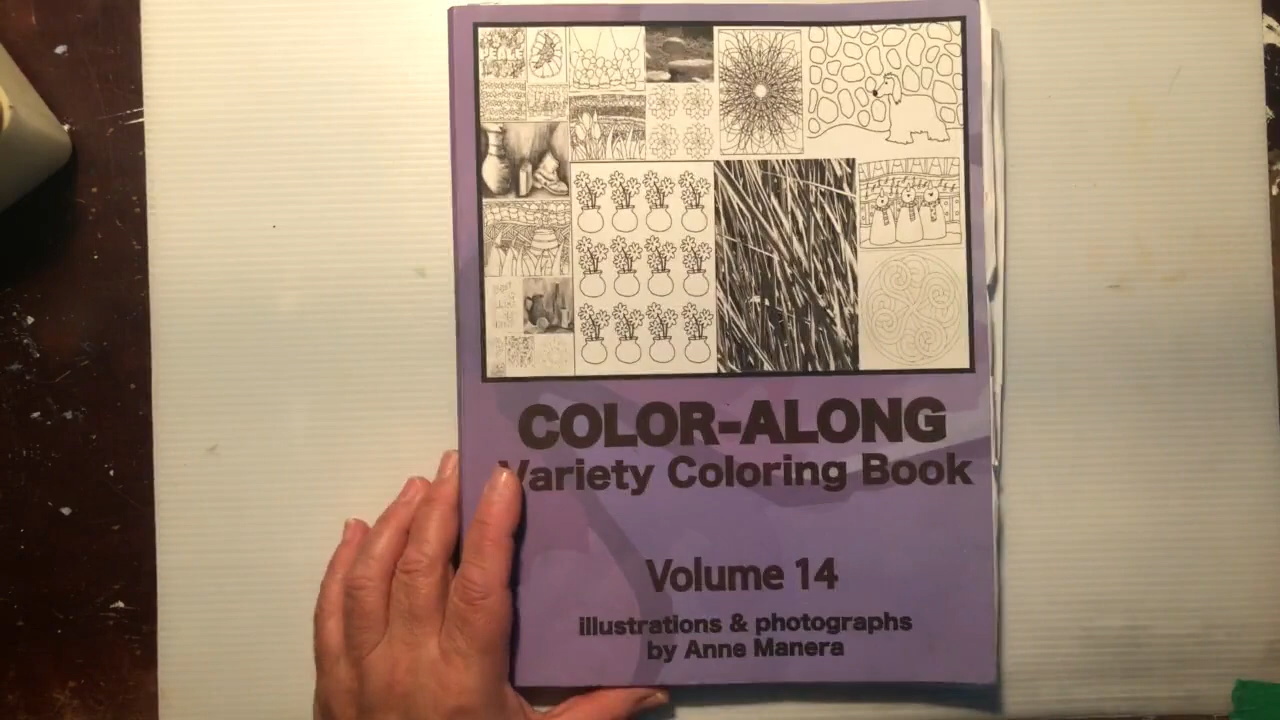 COLOR-ALONG
Variety Coloring Book
Volume 14
illustrations & photographs
by Anne Manera